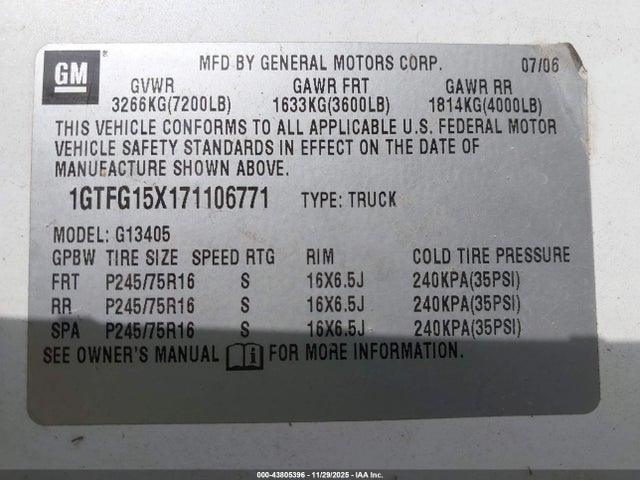 GM
MFD BY GENERAL MOTORS CORP. 07/06
GVWR GAWR FRT GAWR RR
3266KG(7200LB) 1633KG(3600LB) 1814KG(4000LB)
THIS VEHICLE CONFORMS TO ALL APPLICABLE U.S. FEDERAL MOTOR
VEHICLE SAFETY STANDARDS IN EFFECT ON THE DATE OF
MANUFACTURE SHOWN ABOVE.
1GTFG15X171106771 TYPE: TRUCK
MODEL: G13405
GPBW TIRE SIZE SPEED RTG RIM COLD TIRE PRESSURE
FRT P245/75R16 S 16X6.5J 240KPA(35PSI)
RR P245/75R16 S 16X6.5J 240KPA(35PSI)
SPA P245/75R16 S 16X6.5J 240KPA(35PSI)
SEE OWNER'S MANUAL FOR MORE INFORMATION.
000-43805396 - 11/29/2025 - IAA Inc.